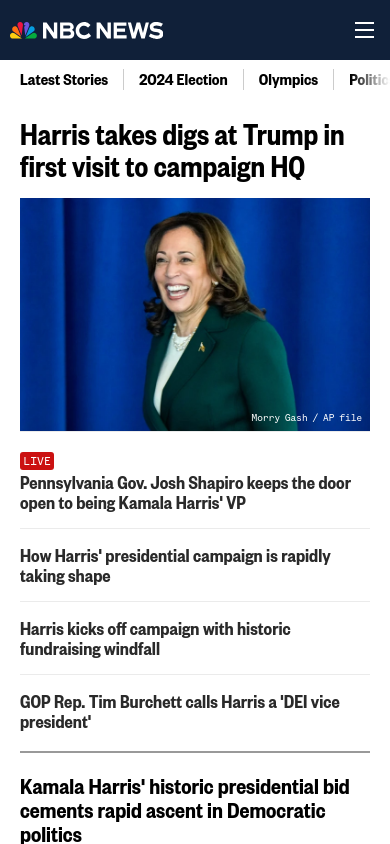 NBC NEWS
Latest Stories
2024 Election
Olympics
Harris takes digs at Trump in
first visit to campaign HQ
Morry Gash / AP file
LIVE
Pennsylvania Gov. Josh Shapiro keeps the door
open to being Kamala Harris' VP
How Harris' presidential campaign is rapidly
taking shape
Harris kicks off campaign with historic
fundraising windfall
GOP Rep. Tim Burchett calls Harris a 'DEI vice
president'
Kamala Harris' historic presidential bid
cements rapid ascent in Democratic
politics